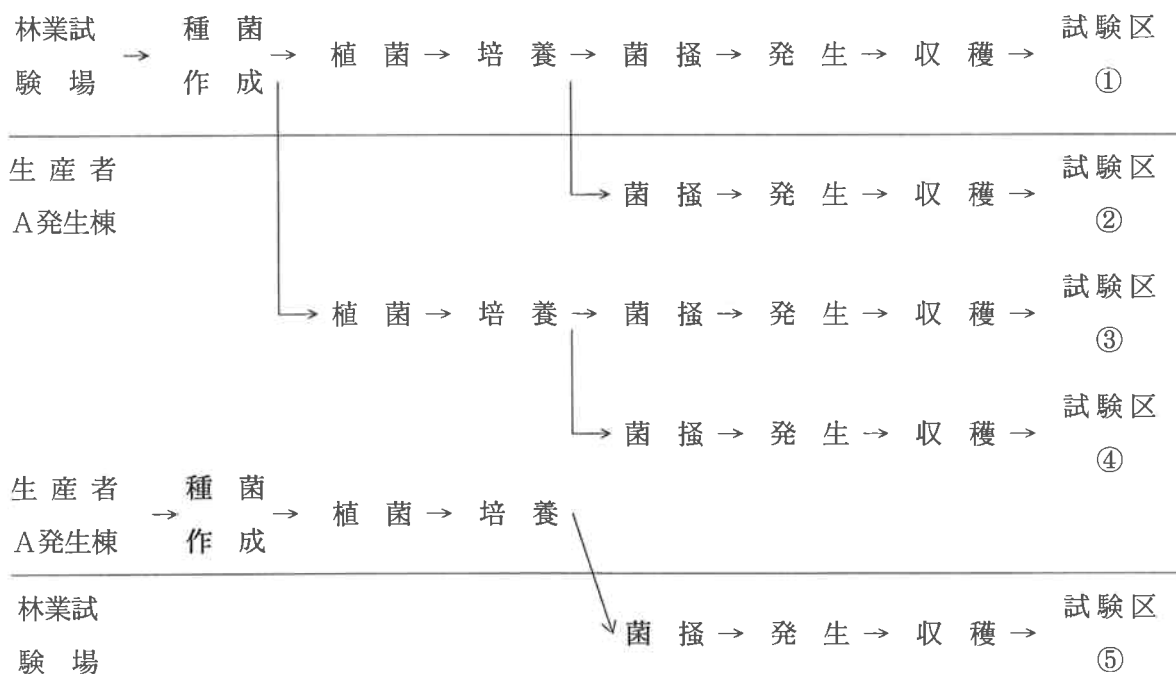 林業試験場 → 種菌作成 → 植菌 → 培養 → 菌掻 → 発生 → 収穫 → 試験区①
生産者A発生棟 菌掻 → 発生 → 収穫 → 試験区②
植菌 → 培養 → 菌掻 → 発生 → 収穫 → 試験区③
菌掻 → 発生 → 収穫 → 試験区④
生産者A発生棟 → 種菌作成 → 植菌 → 培養
林業試験場 菌掻 → 発生 → 収穫 → 試験区⑤